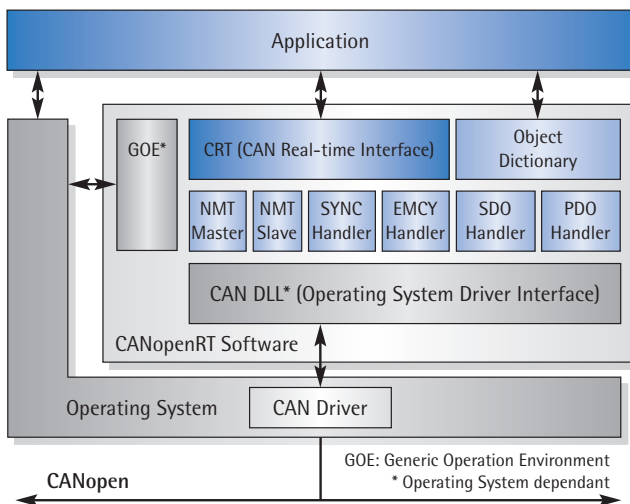 Application
GOE*
CRT (CAN Real-time Interface)
Object
Dictionary
NMT
Master
NMT
Slave
SYNC
Handler
EMCY
Handler
SDO
Handler
PDO
Handler
CAN DLL* (Operating System Driver Interface)
CANopenRT Software
Operating System
CAN Driver
GOE: Generic Operation Environment
* Operating System dependant
CANopen